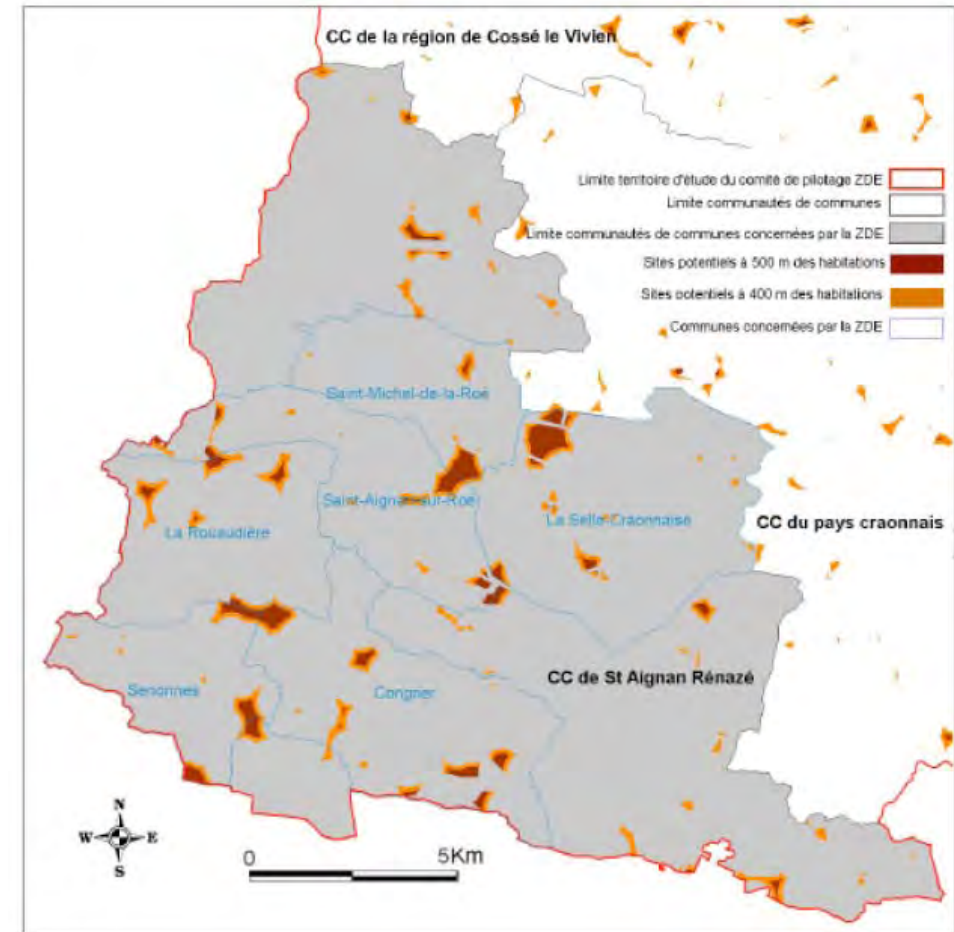 CC de la région de Cossé le Vivien
Limite territoire d'étude du comité de pilotage ZDE
Limite communautés de communes
Limite communautés de communes concernées par la ZDE
Sites potentiels à 500 m des habitations
Sites potentiels à 400 m des habitations
Communes concernées par la ZDE
Saint-Michel-de-la-Roë
Saint-Aignan-sur-Roë
La Selle-Craonnaise
CC du pays craonnais
La Rouaudière
CC de St Aignan Rénazé
Senonnes
Congrier
N
W E
S
0 5Km